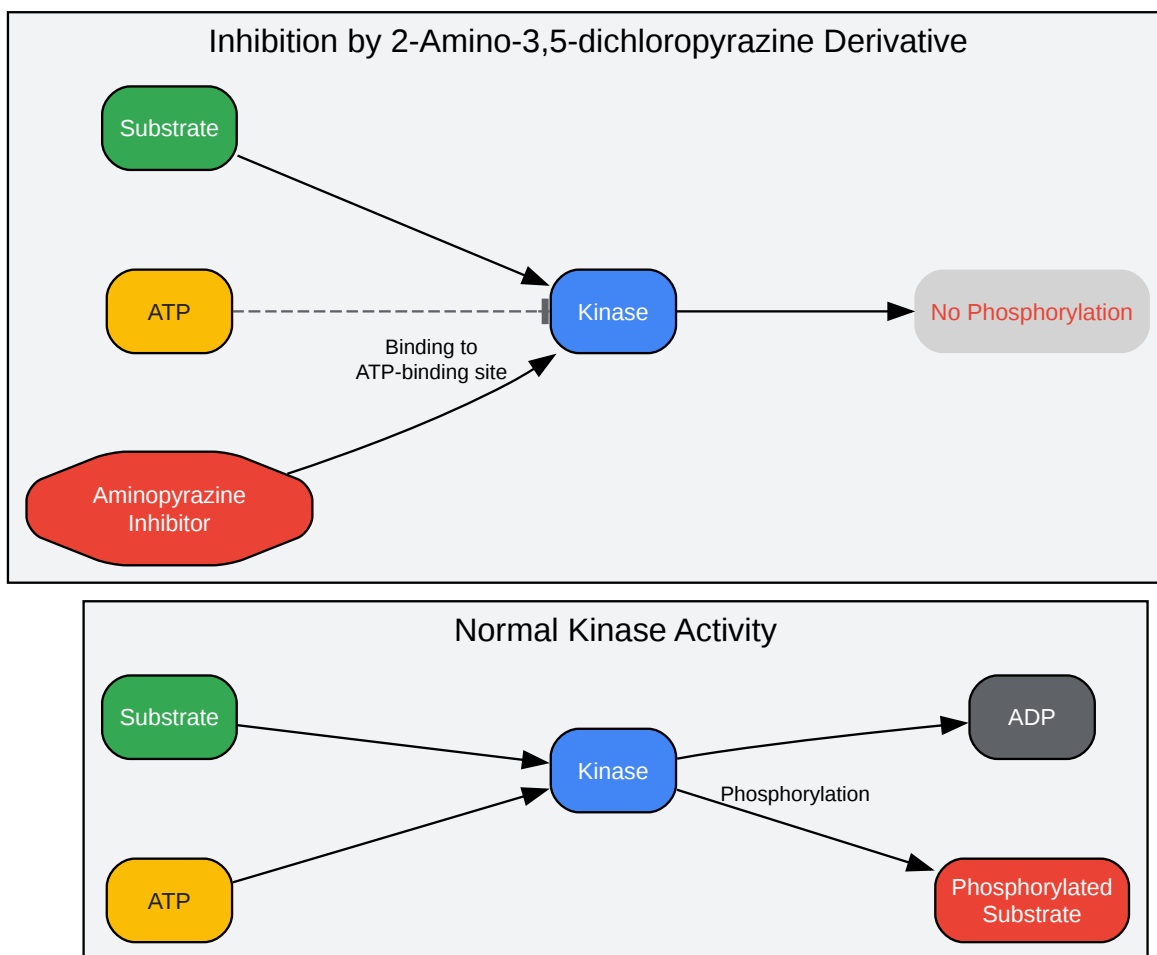 Inhibition by 2-Amino-3,5-dichloropyrazine Derivative
Substrate
ATP
Kinase
No Phosphorylation
Binding to
ATP-binding site
Aminopyrazine
Inhibitor
Normal Kinase Activity
Substrate
ADP
Kinase
Phosphorylation
ATP
Phosphorylated
Substrate